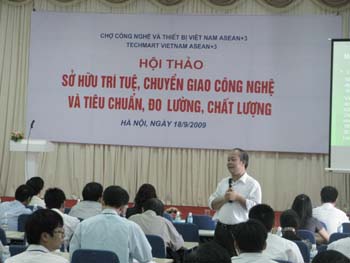 CHỢ CÔNG NGHỆ VÀ THIẾT BỊ VIỆT NAM ASEAN+3
TECHMART VIETNAM ASEAN+3
HỘI THẢO
SỞ HỮU TRÍ TUỆ, CHUYỂN GIAO CÔNG NGHỆ
VÀ TIÊU CHUẨN, ĐO LƯỜNG, CHẤT LƯỢNG
HÀ NỘI, NGÀY 18/9/2009